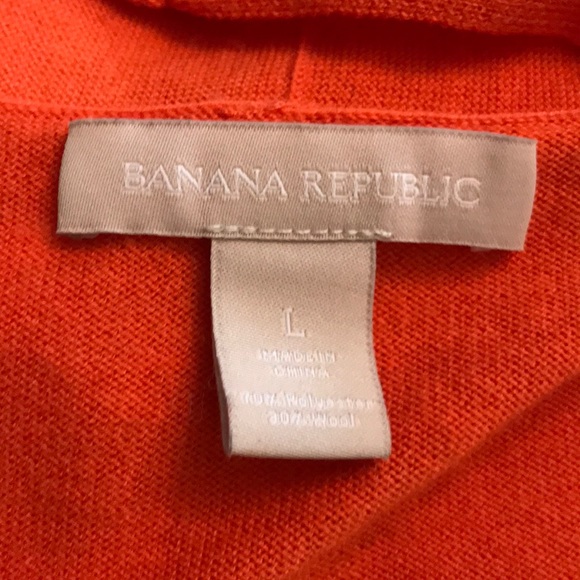 BANANA REPUBLIC
L
MADE IN
CHINA
70% Polyester
30% Wool